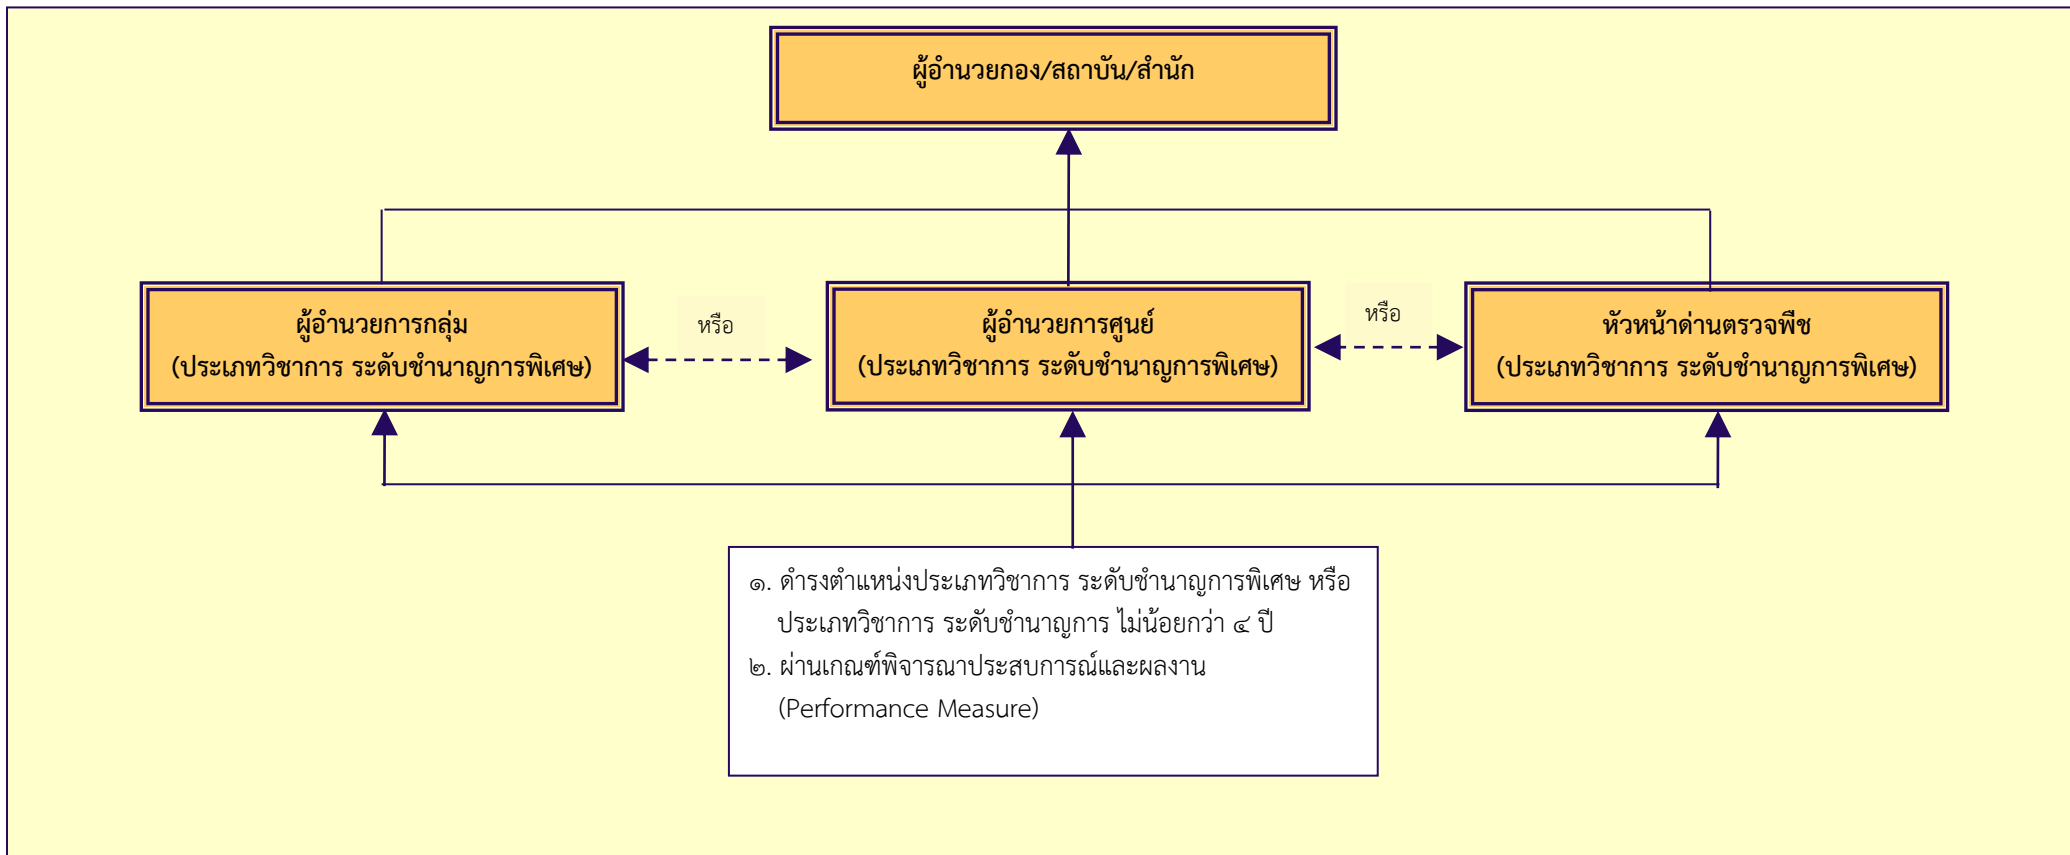 ผู้อำนวยกอง/สถาบัน/สำนัก
ผู้อำนวยการกลุ่ม
(ประเภทวิชาการ ระดับชำนาญการพิเศษ)
หรือ
ผู้อำนวยการศูนย์
(ประเภทวิชาการ ระดับชำนาญการพิเศษ)
หรือ
หัวหน้าด่านตรวจพืช
(ประเภทวิชาการ ระดับชำนาญการพิเศษ)
๑. ดำรงตำแหน่งประเภทวิชาการ ระดับชำนาญการพิเศษ หรือ
ประเภทวิชาการ ระดับชำนาญการ ไม่น้อยกว่า ๔ ปี
๒. ผ่านเกณฑ์พิจารณาประสบการณ์และผลงาน
(Performance Measure)